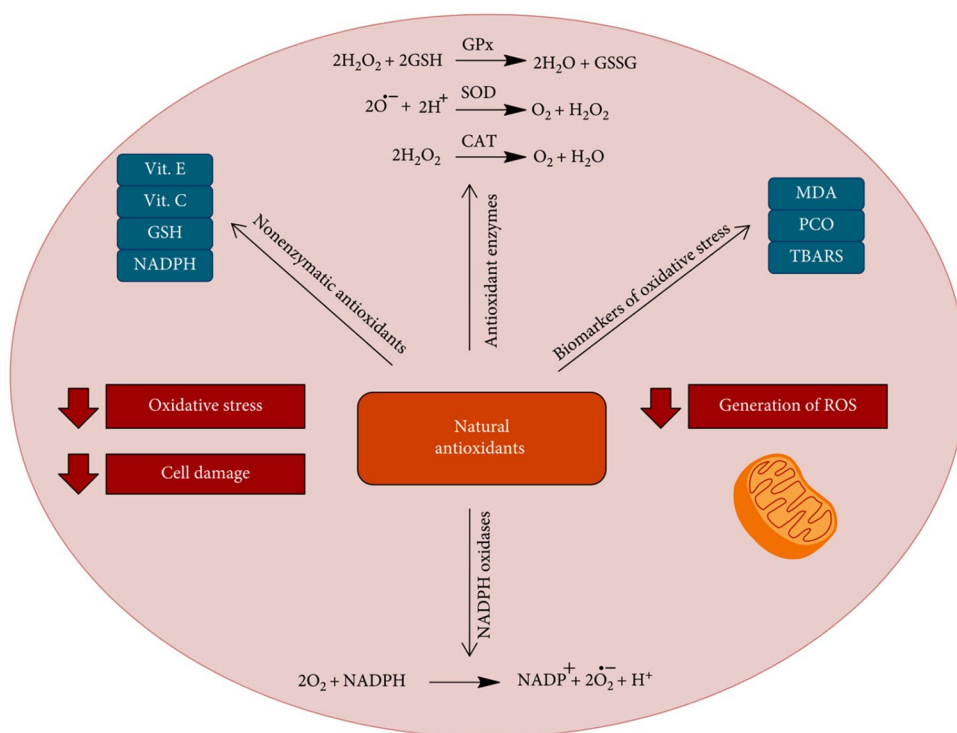 GPx
2H₂O₂ + 2GSH → 2H₂O + GSSG
SOD
2O•− + 2H+ → O₂ + H₂O₂
CAT
2H₂O₂ → O₂ + H₂O
Vit. E
Vit. C
GSH
NADPH
Nonenzymatic antioxidants
Antioxidant enzymes
Biomarkers of oxidative stress
MDA
PCO
TBARS
Oxidative stress
Cell damage
Natural
antioxidants
Generation of ROS
NADPH oxidases
2O₂ + NADPH → NADP+ + 2O₂•− + H⁺